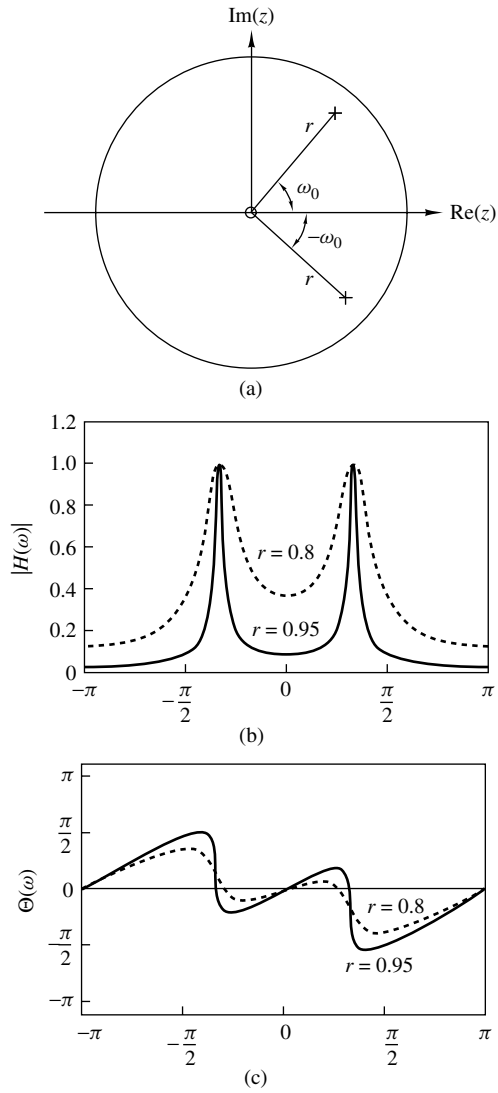 Im(z)
r
ω₀
Re(z)
−ω₀
r
(a)
1.2
1.0
0.8
0.6
0.4
0.2
0
|H(ω)|
r = 0.8
r = 0.95
−π
−π/2
0
π/2
π
(b)
π
π/2
0
−π/2
−π
Θ(ω)
r = 0.8
r = 0.95
−π
−π/2
0
π/2
π
(c)